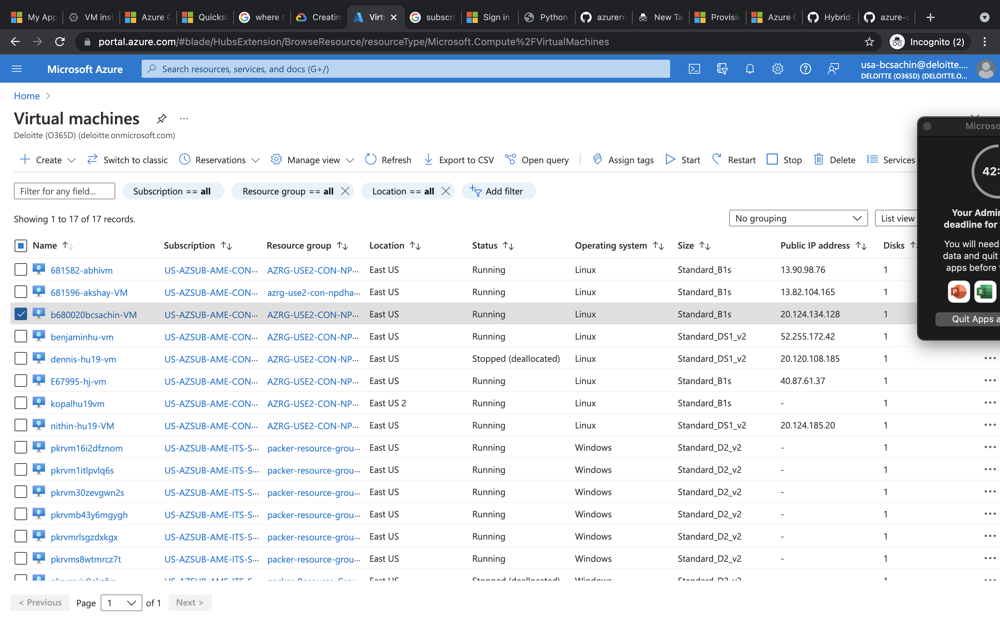 My App
VM inst
Azure C
Quickst
where t
Creatin
Virtu
subscri
Sign in
Python
azurerm
New Ta
Provisic
Azure C
Hybrid-
azure-s
portal.azure.com/#blade/HubsExtension/BrowseResource/resourceType/Microsoft.Compute%2FVirtualMachines
Incognito (2)
Microsoft Azure
Search resources, services, and docs (G+/)
usa-bcsachin@deloitte....
DELOITTE (O365D) (DELOITTE.O...
Home
Virtual machines
Deloitte (O365D) (deloitte.onmicrosoft.com)
Create
Switch to classic
Reservations
Manage view
Refresh
Export to CSV
Open query
Assign tags
Start
Restart
Stop
Delete
Services
Filter for any field...
Subscription == all
Resource group == all
Location == all
Add filter
Showing 1 to 17 of 17 records.
No grouping
List view
Name Subscription Resource group Location Status Operating system Size Public IP address Disks
681582-abhivm US-AZSUB-AME-CON... AZRG-USE2-CON-NP... East US Running Linux Standard_B1s 13.90.98.76 1
681596-akshay-VM US-AZSUB-AME-CON... azrg-use2-con-npdha... East US Running Linux Standard_B1s 13.82.104.165 1
b680020bcsachin-VM US-AZSUB-AME-CON... AZRG-USE2-CON-NP... East US Running Linux Standard_B1s 20.124.134.128 1
benjaminhu-vm US-AZSUB-AME-CON... AZRG-USE2-CON-NP... East US Running Linux Standard_DS1_v2 52.255.172.42 1
dennis-hu19-vm US-AZSUB-AME-CON... AZRG-USE2-CON-NP... East US Stopped (deallocated) Linux Standard_DS1_v2 20.120.108.185 1
E67995-hj-vm US-AZSUB-AME-CON... AZRG-USE2-CON-NP... East US Running Linux Standard_B1s 40.87.61.37 1
kopalhu19vm US-AZSUB-AME-CON... AZRG-USE2-CON-NP... East US 2 Running Linux Standard_B1s - 1
nithin-hu19-VM US-AZSUB-AME-CON... AZRG-USE2-CON-NP... East US Running Linux Standard_DS1_v2 20.124.185.20 1
pkrvm16i2dfznom US-AZSUB-AME-ITS-S... packer-resource-grou... East US Running Windows Standard_D2_v2 - 1
pkrvm1itlpvlq6s US-AZSUB-AME-ITS-S... packer-resource-grou... East US Running Windows Standard_D2_v2 - 1
pkrvm30zevgwn2s US-AZSUB-AME-ITS-S... packer-resource-grou... East US Running Windows Standard_D2_v2 - 1
pkrvmb43y6mgygh US-AZSUB-AME-ITS-S... packer-resource-grou... East US Running Windows Standard_D2_v2 - 1
pkrvmrlsgzdxkgx US-AZSUB-AME-ITS-S... packer-resource-grou... East US Running Windows Standard_D2_v2 - 1
pkrvms8wtmrcz7t US-AZSUB-AME-ITS-S... packer-resource-grou... East US Running Windows Standard_D2_v2 - 1
US-AZSUB-AME-ITS-S... packer-Resource-Grou... East US Stopped (deallocated) Windows Standard_D2_v2 1
< Previous
Page 1 of 1
Next >
Microso
42:
Your Admin
deadline for
You will need
data and quit
apps before
Quit Apps a